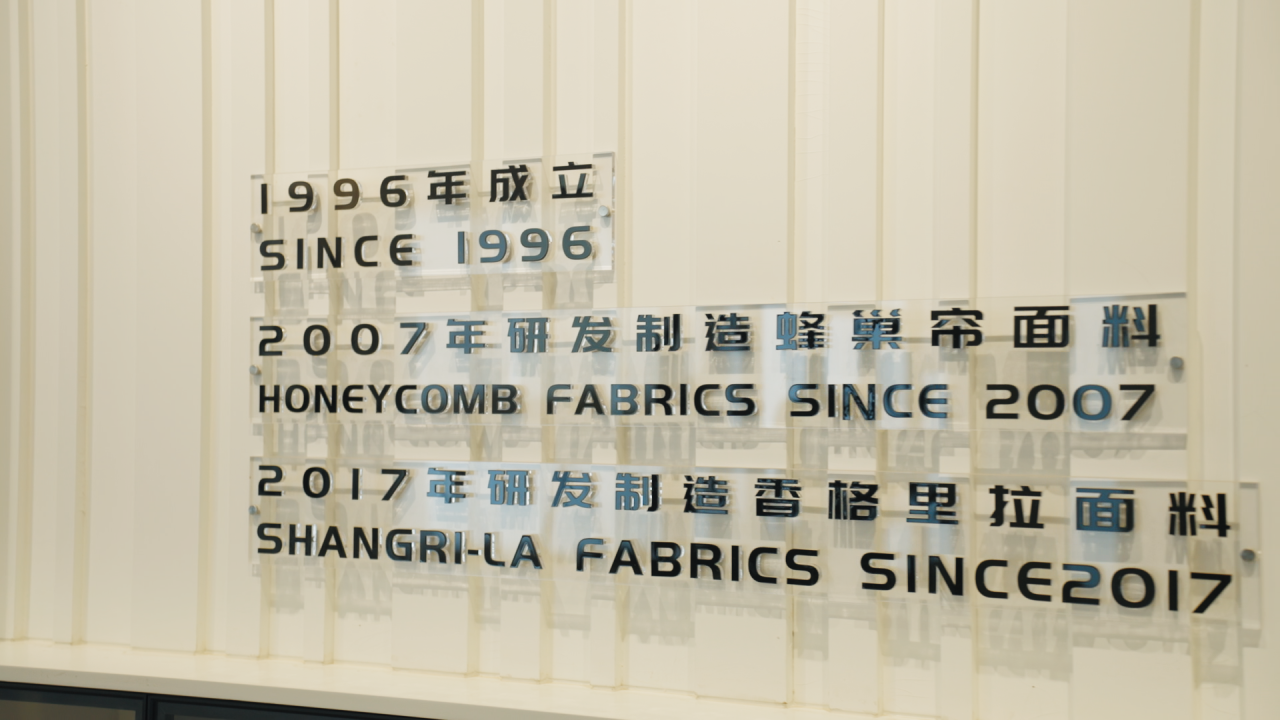 1996年成立
SINCE 1996
2007年研发制造蜂巢帘面料
HONEYCOMB FABRICS SINCE 2007
2017年研发制造香格里拉面料
SHANGRI-LA FABRICS SINCE2017